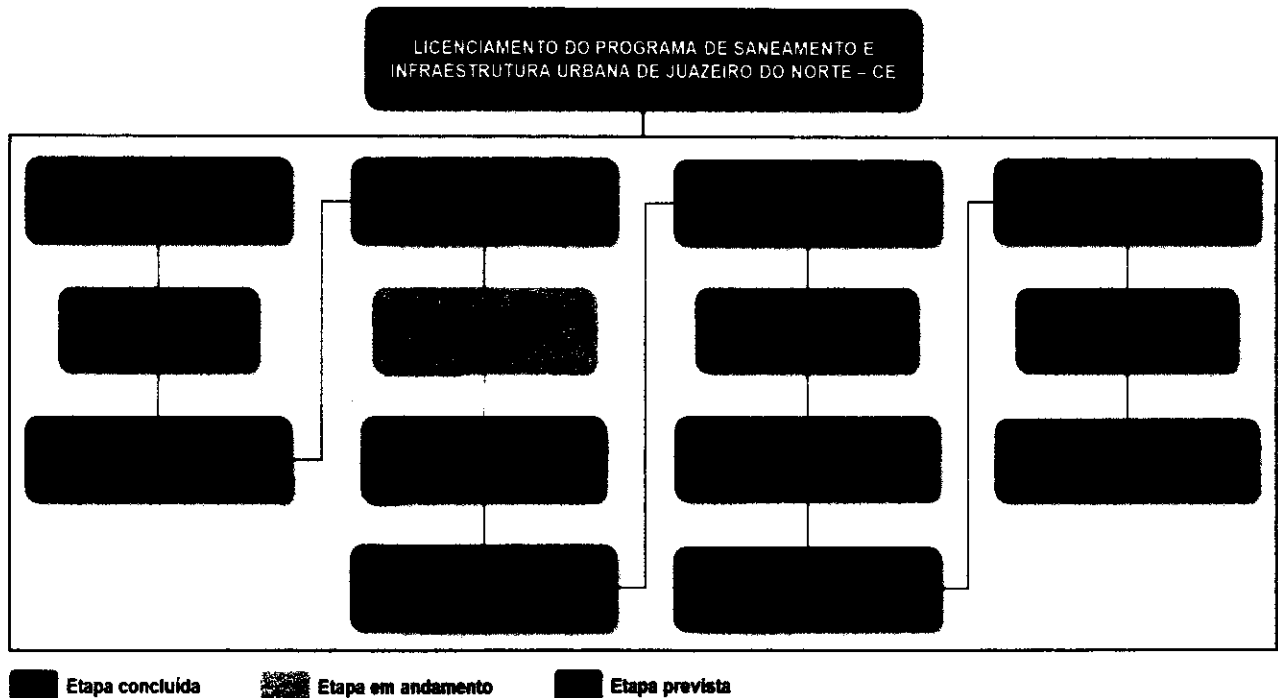 LICENCIAMENTO DO PROGRAMA DE SANEAMENTO E
INFRAESTRUTURA URBANA DE JUAZEIRO DO NORTE – CE
Etapa concluída
Etapa em andamento
Etapa prevista